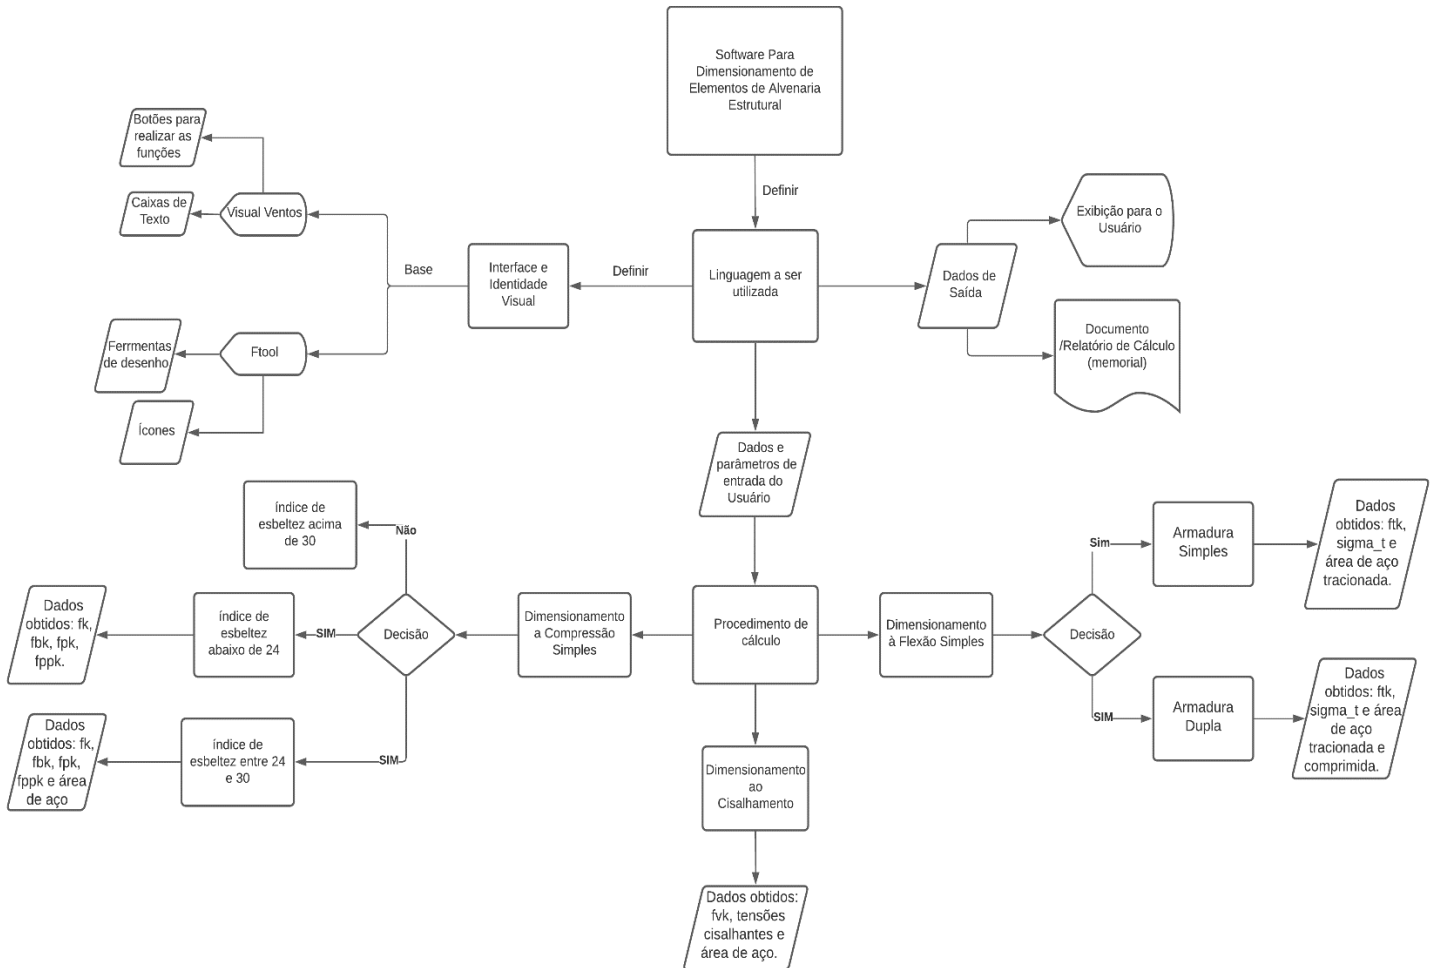 Software Para
Dimensionamento de
Elementos de Alvenaria
Estrutural
Definir
Linguagem a ser
utilizada
Definir
Interface e
Identidade
Visual
Base
Visual Ventos
Botões para
realizar as
funções
Caixas de
Texto
Ftool
Ferrmentas
de desenho
Ícones
Dados de
Saída
Exibição para o
Usuário
Documento
/Relatório de Cálculo
(memorial)
Dados e
parâmetros de
entrada do
Usuário
Procedimento de
cálculo
Dimensionamento
a Compressão
Simples
Decisão
Não
índice de
esbeltez acima
de 30
SIM
índice de
esbeltez
abaixo de 24
Dados
obtidos: fk,
fbk, fpk,
fppk.
SIM
índice de
esbeltez entre 24
e 30
Dados
obtidos: fk,
fbk, fpk,
fppk e área
de aço
Dimensionamento
à Flexão Simples
Decisão
Sim
Armadura
Simples
Dados
obtidos: ftk,
sigma_t e
área de aço
tracionada.
SIM
Armadura
Dupla
Dados
obtidos: ftk,
sigma_t e área
de aço
tracionada e
comprimida.
Dimensionamento
ao
Cisalhamento
Dados obtidos:
fvk, tensões
cisalhantes e
área de aço.